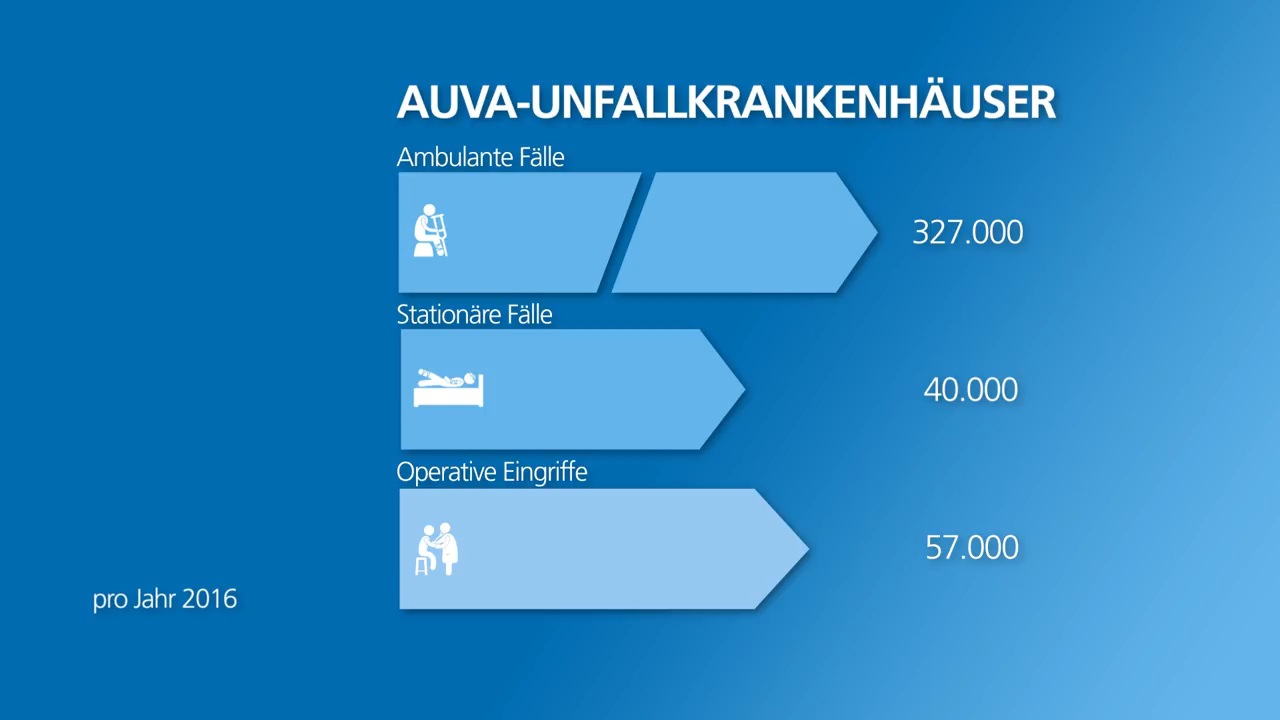 AUVA-UNFALLKRANKENHÄUSER
Ambulante Fälle
327.000
Stationäre Fälle
40.000
Operative Eingriffe
57.000
pro Jahr 2016